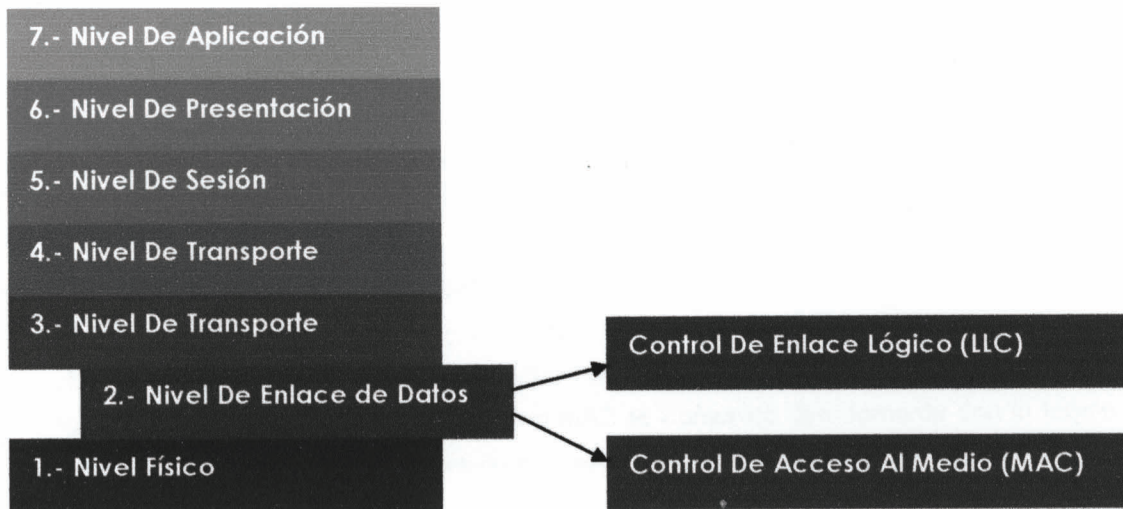 7.- Nivel De Aplicación
6.- Nivel De Presentación
5.- Nivel De Sesión
4.- Nivel De Transporte
3.- Nivel De Transporte
2.- Nivel De Enlace de Datos
1.- Nivel Físico
Control De Enlace Lógico (LLC)
Control De Acceso Al Medio (MAC)